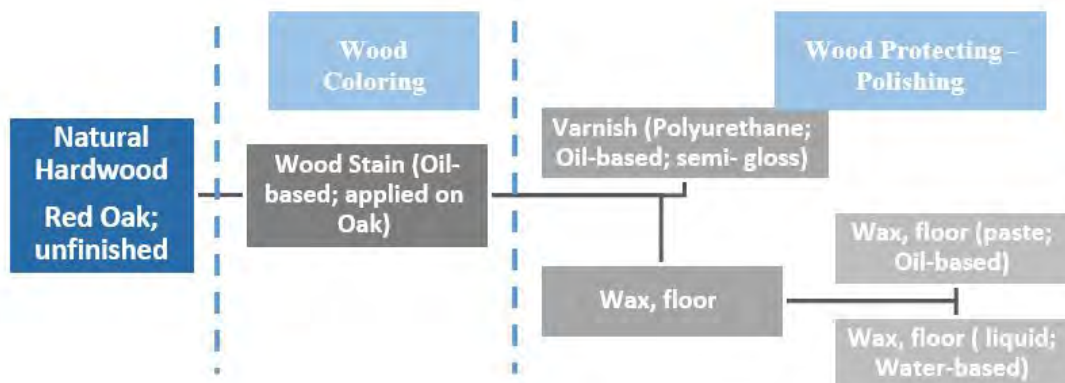 Wood
Coloring
Wood Protecting –
Polishing
Natural
Hardwood
Red Oak;
unfinished
Wood Stain (Oil-
based; applied on
Oak)
Varnish (Polyurethane;
Oil-based; semi- gloss)
Wax, floor
Wax, floor (paste;
Oil-based)
Wax, floor ( liquid;
Water-based)